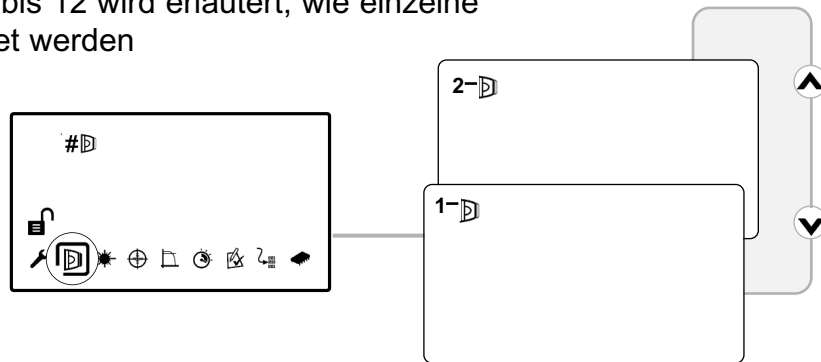 bis 12 wird erläutert, wie einzelne
et werden
2–
#
1–